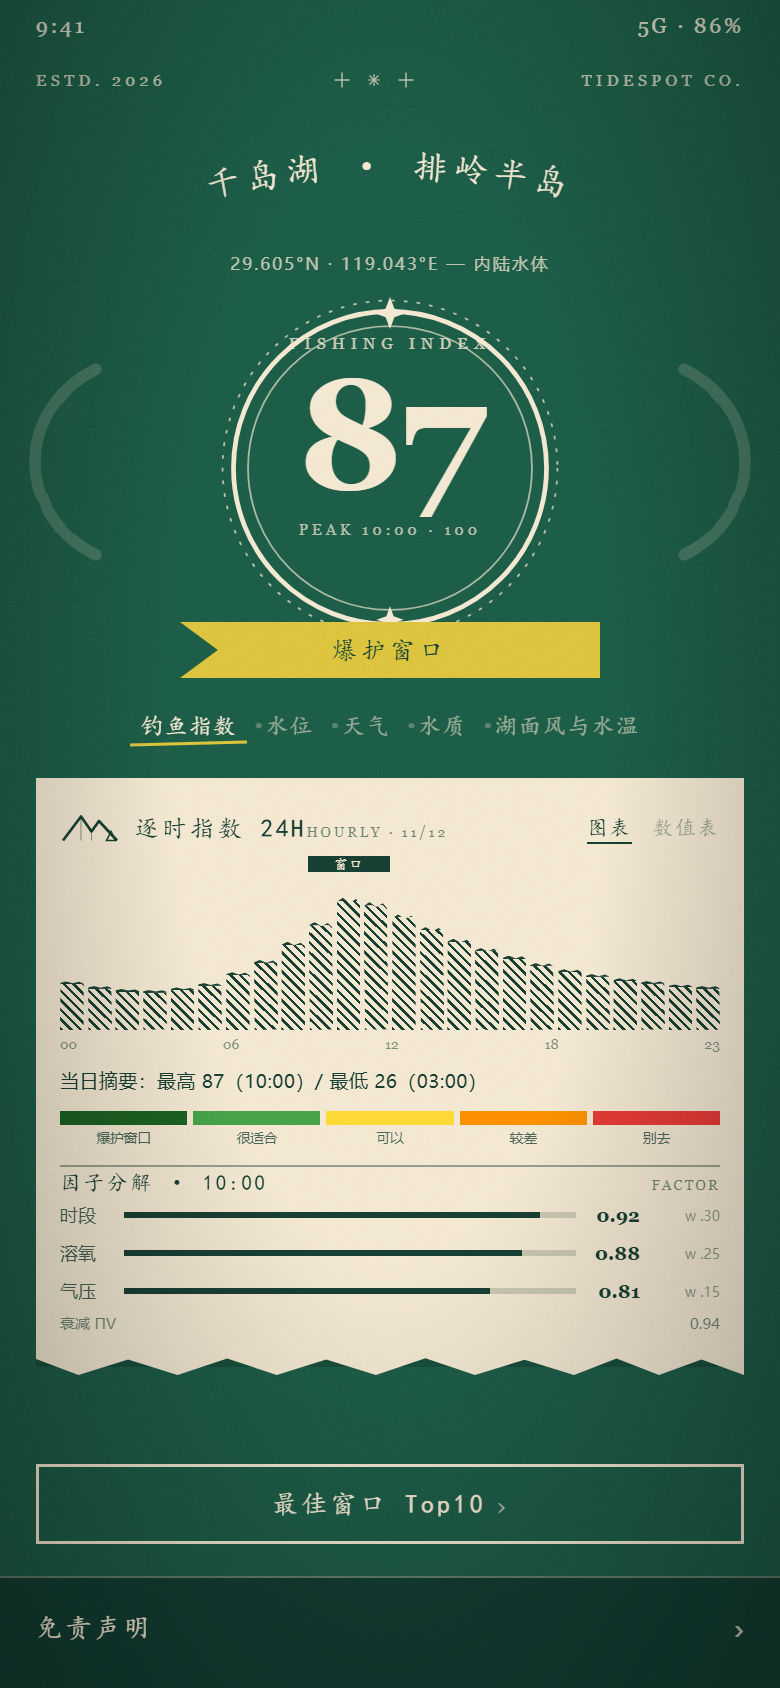 9:41 5G · 86%
ESTD. 2026 TIDESPOT CO.
千岛湖 • 排岭半岛
29.605°N · 119.043°E — 内陆水体
FISHING INDEX
87
PEAK 10:00 · 100
爆护窗口
钓鱼指数 •水位 •天气 •水质 •湖面风与水温
逐时指数 24H HOURLY · 11/12 图表 数值表
窗口
00 06 12 18 23
当日摘要：最高 87（10:00）/ 最低 26（03:00）
爆护窗口 很适合 可以 较差 别去
因子分解 • 10:00 FACTOR
时段 0.92 w .30
溶氧 0.88 w .25
气压 0.81 w .15
衰减 ΠV 0.94
最佳窗口 Top10 ›
免责声明 ›